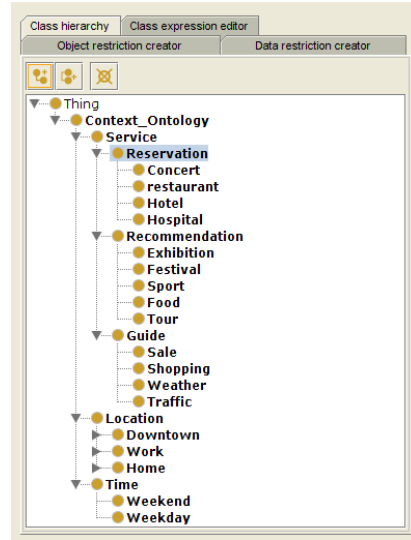 Class hierarchy Class expression editor
Object restriction creator Data restriction creator
Thing
Context_Ontology
Service
Reservation
Concert
restaurant
Hotel
Hospital
Recommendation
Exhibition
Festival
Sport
Food
Tour
Guide
Sale
Shopping
Weather
Traffic
Location
Downtown
Work
Home
Time
Weekend
Weekday